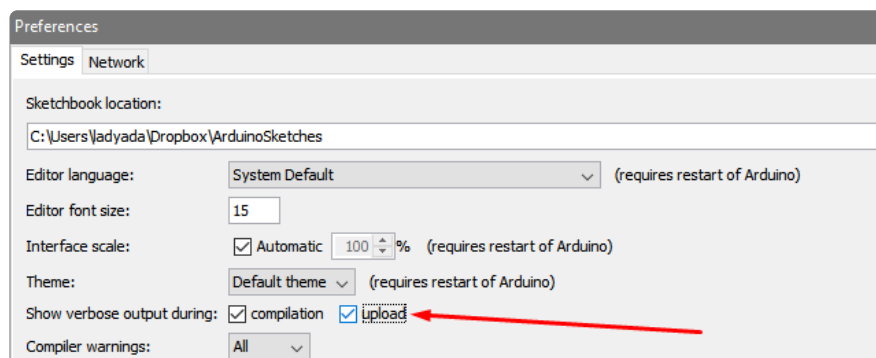 Preferences
Settings Network
Sketchbook location:
C:\Users\ladyada\Dropbox\ArduinoSketches
Editor language: System Default (requires restart of Arduino)
Editor font size: 15
Interface scale: Automatic 100 % (requires restart of Arduino)
Theme: Default theme (requires restart of Arduino)
Show verbose output during: compilation upload
Compiler warnings: All